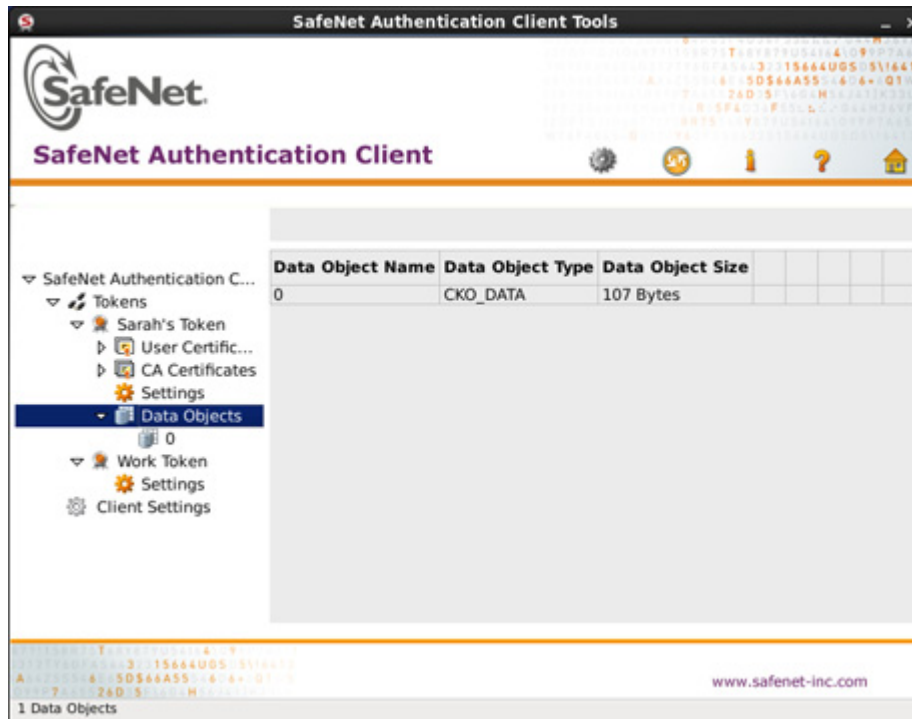 SafeNet Authentication Client Tools
SafeNet.
SafeNet Authentication Client
SafeNet Authentication C...
Tokens
Sarah's Token
User Certific...
CA Certificates
Settings
Data Objects
0
Work Token
Settings
Client Settings
Data Object Name Data Object Type Data Object Size
0 CKO_DATA 107 Bytes
www.safenet-inc.com
1 Data Objects